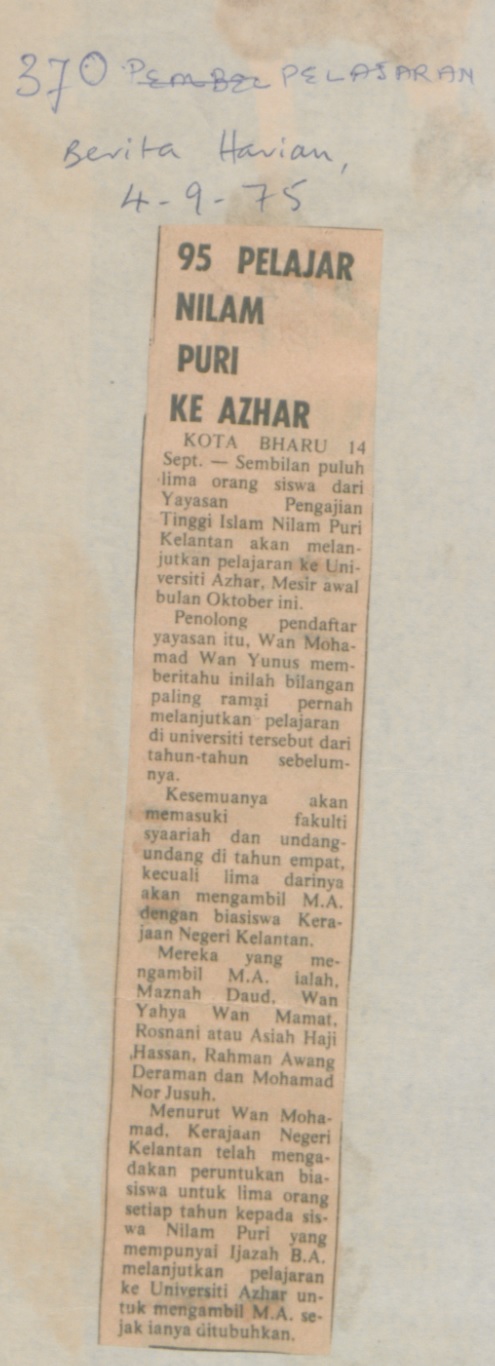 370 PEMBEL PELAJARAN
Berita Harian,
4-9-75
95 PELAJAR
NILAM
PURI
KE AZHAR
KOTA BHARU 14
Sept. — Sembilan puluh
lima orang siswa dari
Yayasan Pengajian
Tinggi Islam Nilam Puri
Kelantan akan melan-
jutkan pelajaran ke Uni-
versiti Azhar, Mesir awal
bulan Oktober ini.
Penolong pendaftar
yayasan itu, Wan Moha-
mad Wan Yunus mem-
beritahu inilah bilangan
paling ramai pernah
melanjutkan pelajaran
di universiti tersebut dari
tahun-tahun sebelum-
nya.
Kesemuanya akan
memasuki fakulti
syaariah dan undang-
undang di tahun empat,
kecuali lima darinya
akan mengambil M.A.
dengan biasiswa Kera-
jaan Negeri Kelantan.
Mereka yang me-
ngambil M.A. ialah,
Maznah Daud, Wan
Yahya Wan Mamat,
Rosnani atau Asiah Haji
Hassan, Rahman Awang
Deraman dan Mohamad
Nor Jusuh.
Menurut Wan Moha-
mad, Kerajaan Negeri
Kelantan telah menga-
dakan peruntukan bia-
siswa untuk lima orang
setiap tahun kepada sis-
wa Nilam Puri yang
mempunyai Ijazah B.A.
melanjutkan pelajaran
ke Universiti Azhar un-
tuk mengambil M.A. se-
jak ianya ditubuhkan.